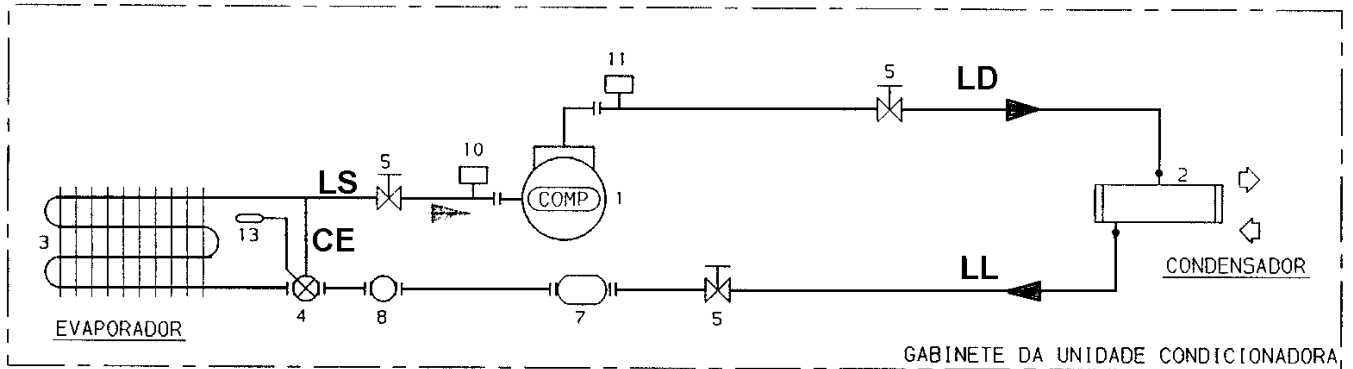 11
5
LD
10
5
LS
COMP
1
2
13
3
CE
4
8
7
5
LL
CONDENSADOR
EVAPORADOR
GABINETE DA UNIDADE CONDICIONADORA